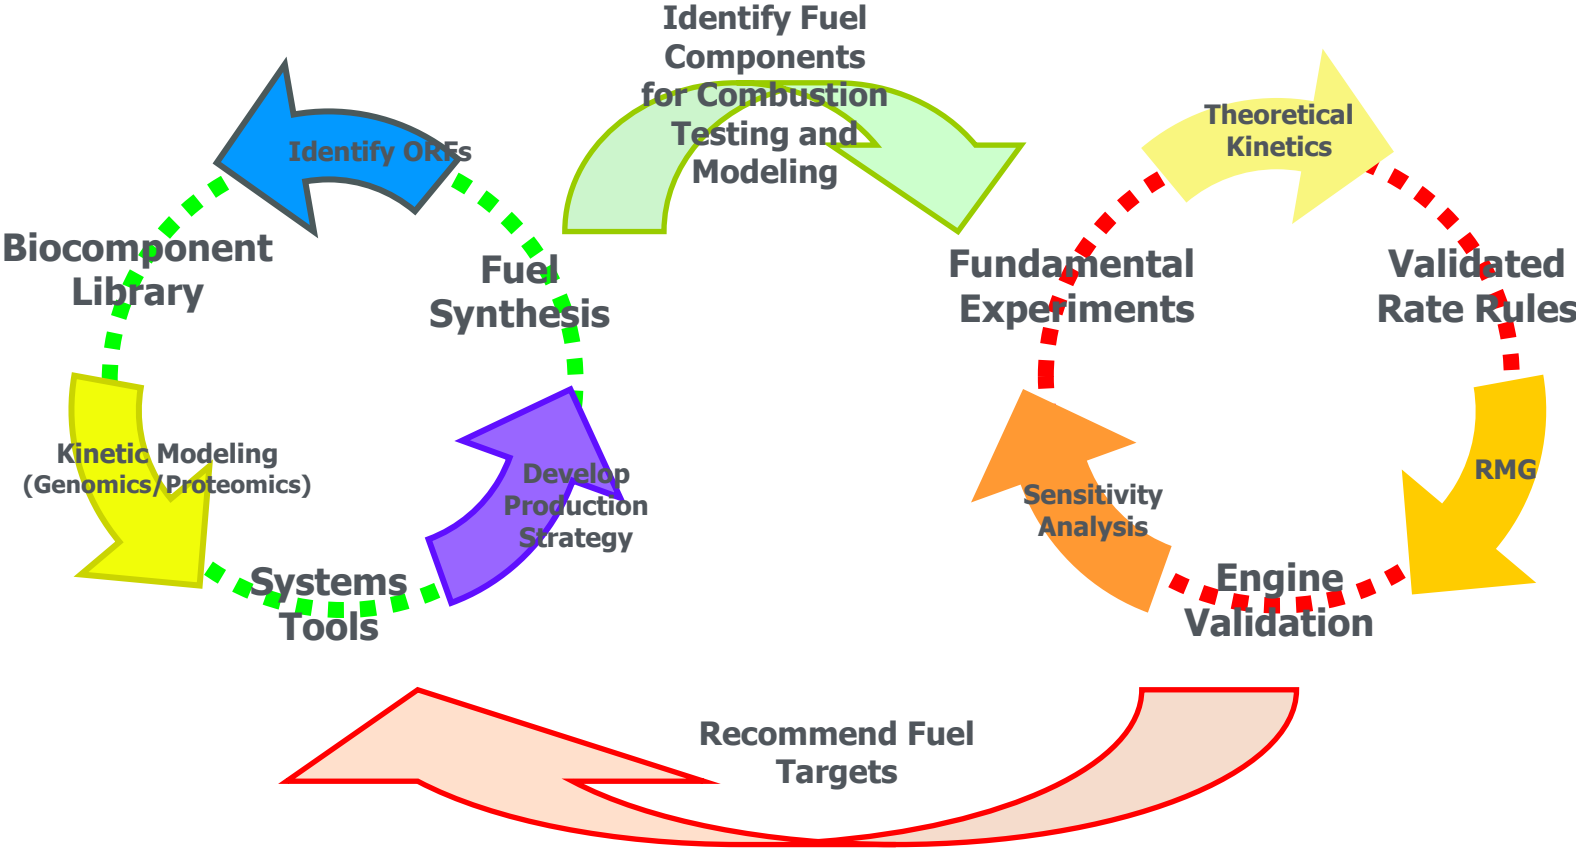 Identify Fuel
Components
for Combustion
Testing and
Modeling
Identify ORFs
Biocomponent
Library
Fuel
Synthesis
Kinetic Modeling
(Genomics/Proteomics)
Develop
Production
Strategy
Systems
Tools
Theoretical
Kinetics
Fundamental
Experiments
Validated
Rate Rules
Sensitivity
Analysis
RMG
Engine
Validation
Recommend Fuel
Targets